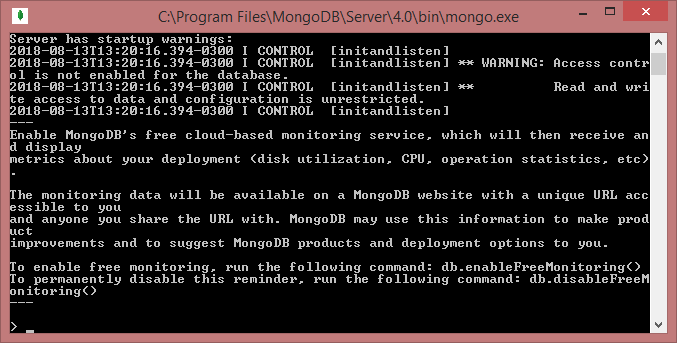 C:\Program Files\MongoDB\Server\4.0\bin\mongo.exe
Server has startup warnings:
2018-08-13T13:20:16.394-0300 I CONTROL  [initandlisten]
2018-08-13T13:20:16.394-0300 I CONTROL  [initandlisten] ** WARNING: Access contr
ol is not enabled for the database.
2018-08-13T13:20:16.394-0300 I CONTROL  [initandlisten] **          Read and wri
te access to data and configuration is unrestricted.
2018-08-13T13:20:16.394-0300 I CONTROL  [initandlisten]
---
Enable MongoDB's free cloud-based monitoring service, which will then receive an
d display
metrics about your deployment (disk utilization, CPU, operation statistics, etc)
.
The monitoring data will be available on a MongoDB website with a unique URL acc
essible to you
and anyone you share the URL with. MongoDB may use this information to make prod
uct
improvements and to suggest MongoDB products and deployment options to you.
To enable free monitoring, run the following command: db.enableFreeMonitoring()
To permanently disable this reminder, run the following command: db.disableFreeM
onitoring()
---
> _